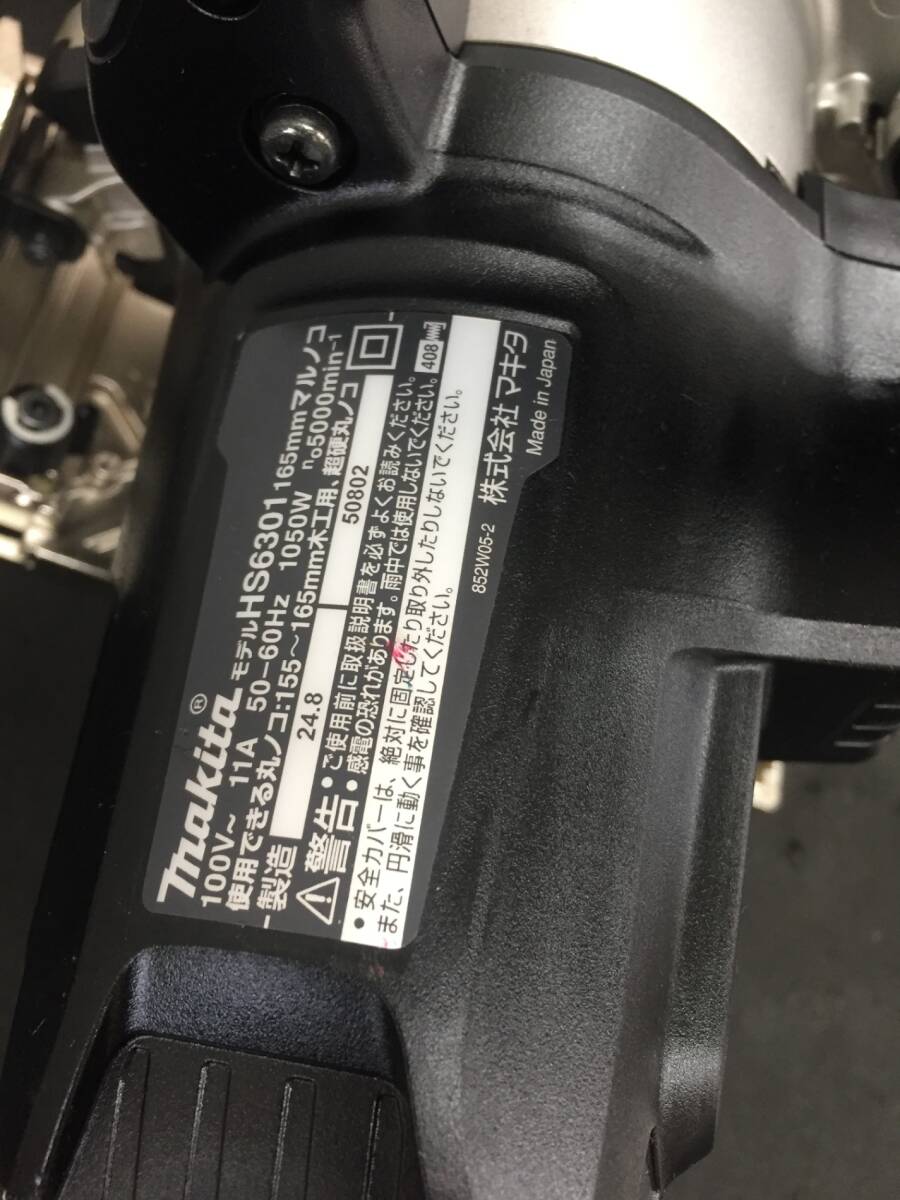 makita® モデルHS6301 165mmマルノコ
100V~ 11A 50-60Hz 1050W n₀5000min⁻¹
使用できる丸ノコ:155~165mm木工用、超硬丸ノコ
製造 24.8 50802
警告
・ご使用前に取扱説明書を必ずよくお読みください。
・感電の恐れがあります。雨中では使用しないでください。
408
・安全カバーは、絶対に固定したり取り外したりしないでください。
また、円滑に動く事を確認してください。
852W05-2 株式会社マキタ
Made in Japan